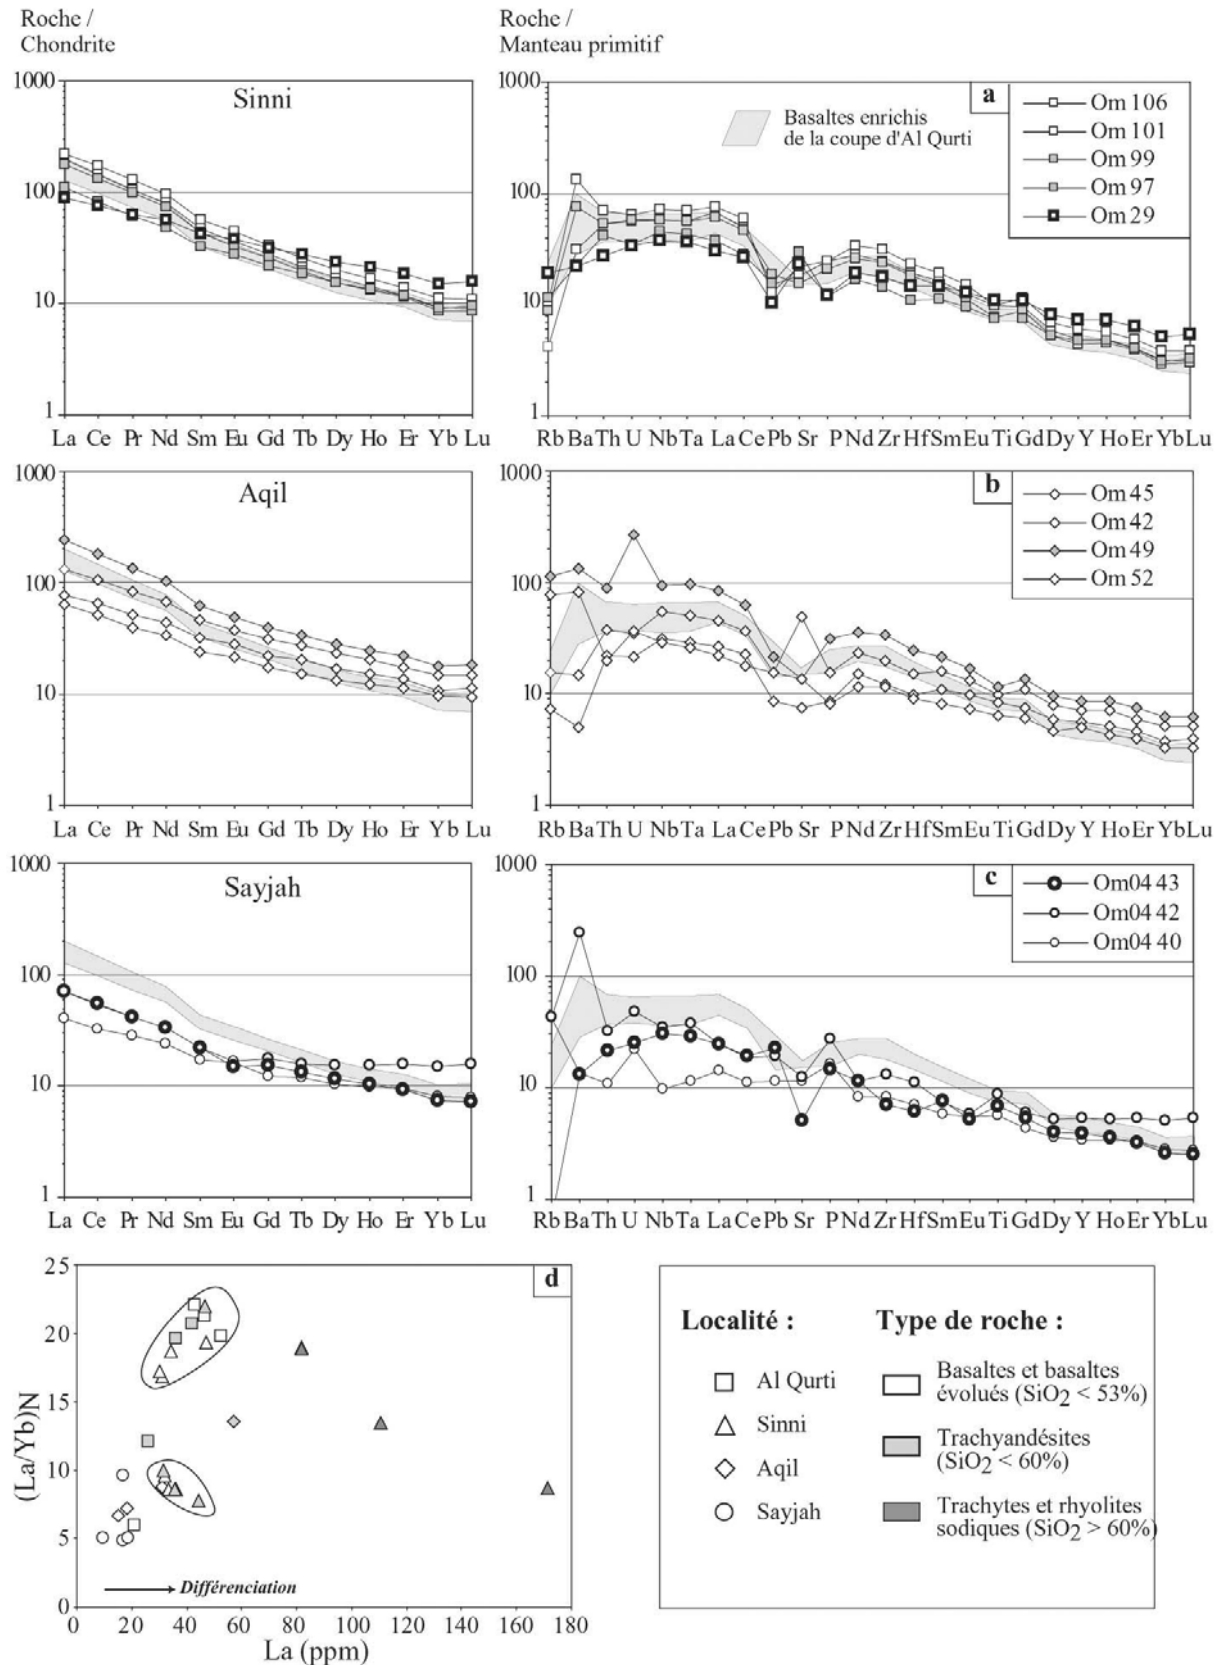 Roche /
Chondrite
Roche /
Manteau primitif
1000
100
10
1
Sinni
La Ce Pr Nd Sm Eu Gd Tb Dy Ho Er Yb Lu
1000
100
10
1
Basaltes enrichis
de la coupe d'Al Qurti
a
Om 106
Om 101
Om 99
Om 97
Om 29
Rb Ba Th U Nb Ta La Ce Pb Sr P Nd Zr Hf Sm Eu Ti Gd Dy Y Ho Er Yb Lu
1000
100
10
1
Aqil
La Ce Pr Nd Sm Eu Gd Tb Dy Ho Er Yb Lu
1000
100
10
1
b
Om 45
Om 42
Om 49
Om 52
Rb Ba Th U Nb Ta La Ce Pb Sr P Nd Zr Hf Sm Eu Ti Gd Dy Y Ho Er Yb Lu
1000
100
10
1
Sayjah
La Ce Pr Nd Sm Eu Gd Tb Dy Ho Er Yb Lu
1000
100
10
1
c
Om04 43
Om04 42
Om04 40
Rb Ba Th U Nb Ta La Ce Pb Sr P Nd Zr Hf Sm Eu Ti Gd Dy Y Ho Er Yb Lu
25
20
15
10
5
0
(La/Yb)N
d
Différenciation
0 20 40 60 80 100 120 140 160 180
La (ppm)
Localité :
Al Qurti
Sinni
Aqil
Sayjah
Type de roche :
Basaltes et basaltes
évolués (SiO2 < 53%)
Trachyandésites
(SiO2 < 60%)
Trachytes et rhyolites
sodiques (SiO2 > 60%)